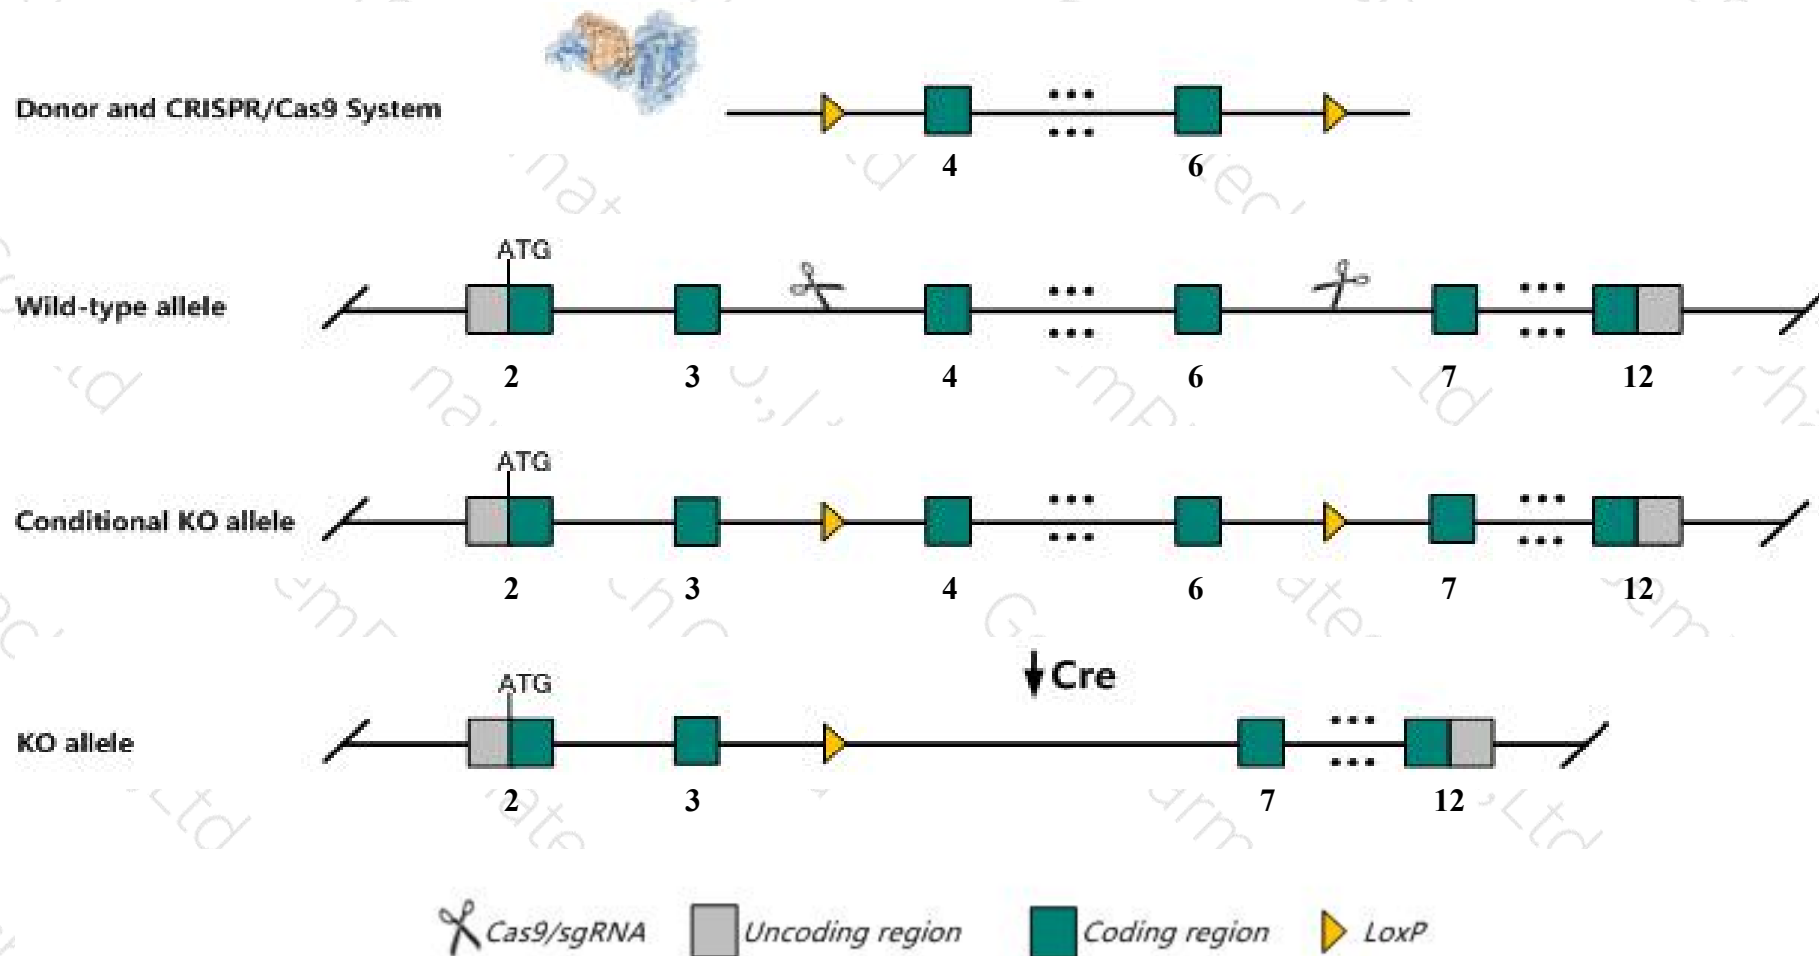 Donor and CRISPR/Cas9 System
4 6
ATG
Wild-type allele
2 3 4 6 7 12
ATG
Conditional KO allele
2 3 4 6 7 12
Cre
ATG
KO allele
2 3 7 12
Cas9/sgRNA Uncoding region Coding region LoxP